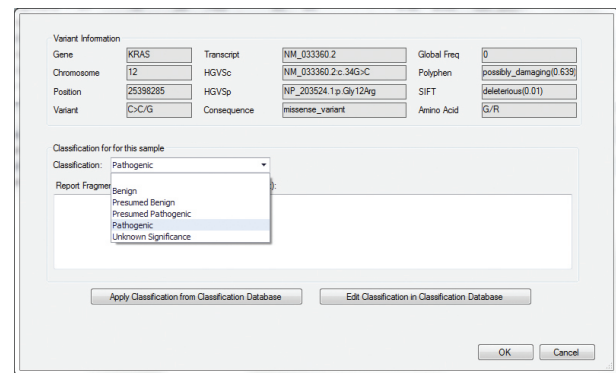 Variant Information
Gene KRAS Transcript NM_033360.2 Global Freq 0
Chromosome 12 HGVSc NM_033360.2:c.34G>C Polyphen possibly_damaging(0.639)
Position 25398285 HGVSp NP_203524.1:p.Gly12Arg SIFT deleterious(0.01)
Variant C>C/G Consequence missense_variant Amino Acid G/R
Classification for for this sample
Classification: Pathogenic
Report Fragmen ):
Benign
Presumed Benign
Presumed Pathogenic
Pathogenic
Unknown Significance
Apply Classification from Classification Database Edit Classification in Classification Database
OK Cancel